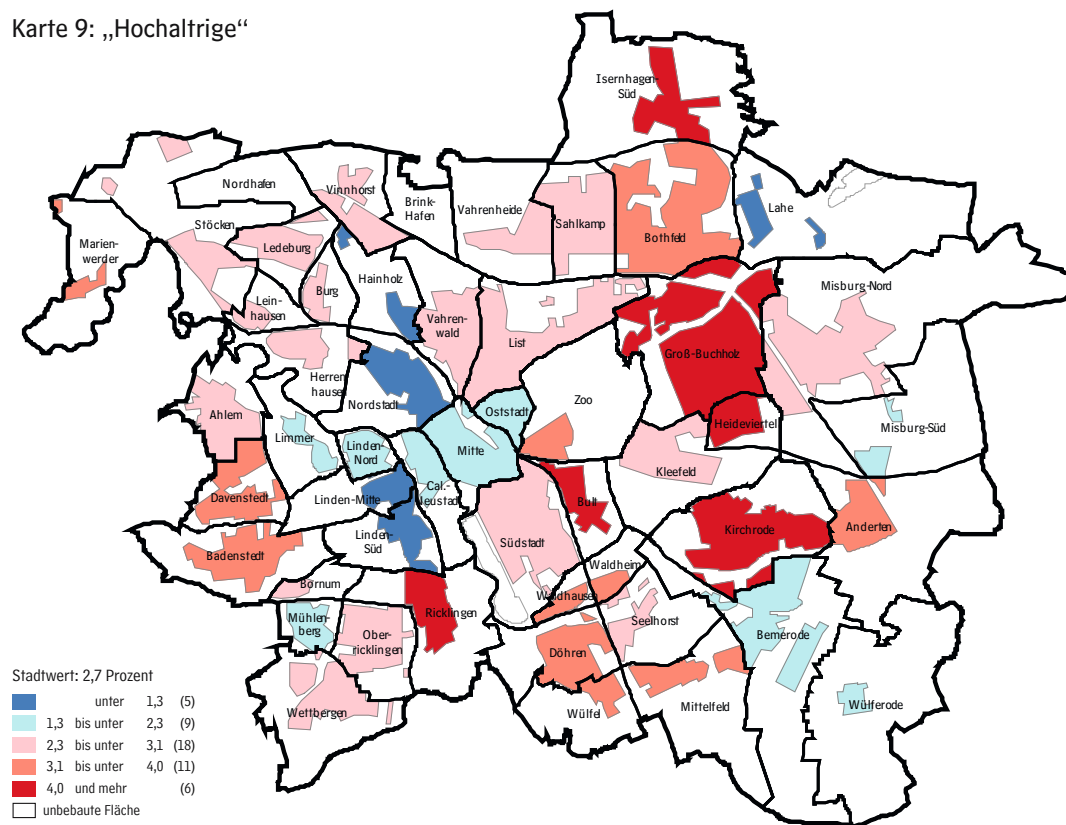 Karte 9: „Hochaltrige“
Isernhagen-
Süd
Nordhafen
Vinnhorst
Brink-
Hafen
Vahrenheide
Sahlkamp
Bothfeld
Lahe
Stöcken
Marien-
werder
Ledeburg
Hainholz
Burg
Lein-
hausen
Vahren-
wald
List
Misburg-Nord
Groß-Buchholz
Herren
hausen
Nordstadt
Zoo
Oststadt
Ahlem
Limmer
Linden-
Nord
Mitte
Heideviertel
Misburg-Süd
Kleefeld
Davenstedt
Linden-Mitte
Cal.-
Neustadt
Bult
Kirchrode
Anderten
Linden-
Süd
Südstadt
Badenstedt
Waldheim
Bornum
Waldhausen
Ricklingen
Mühlen-
berg
Ober-
ricklingen
Seelhorst
Bemerode
Döhren
Wettbergen
Wülfel
Mittelfeld
Wülferode
Stadtwert: 2,7 Prozent
unter 1,3 (5)
1,3 bis unter 2,3 (9)
2,3 bis unter 3,1 (18)
3,1 bis unter 4,0 (11)
4,0 und mehr (6)
unbebaute Fläche